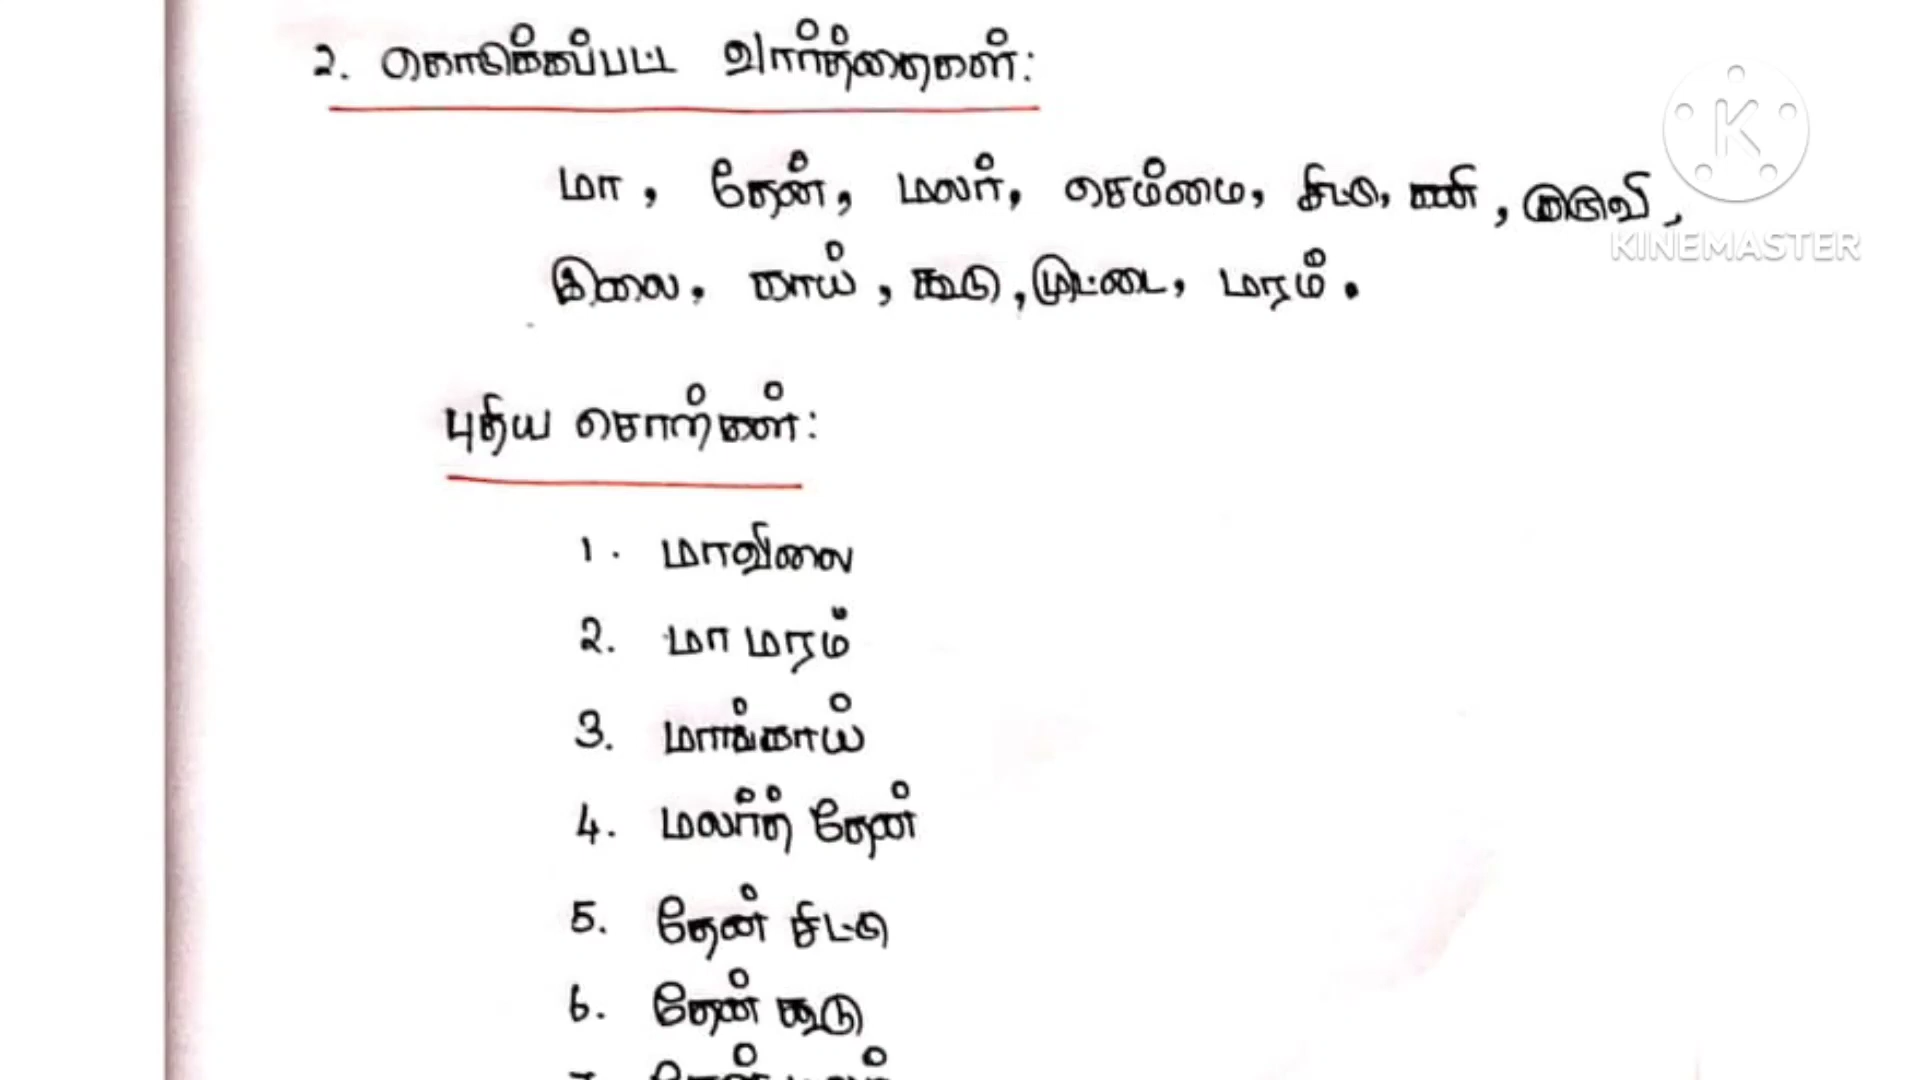 2. கொடுக்கப்பட்ட வார்த்தைகள்:
மா, தேன், மலர், செம்மை, சிட்டு, கனி, குருவி,
இலை, காய், கூடு, முட்டை, மரம்.
புதிய சொற்கள்:
1. மாவிலை
2. மா மரம்
3. மாங்காய்
4. மலர்த் தேன்
5. தேன் சிட்டு
6. தேன் கூடு
K
KINEMASTER